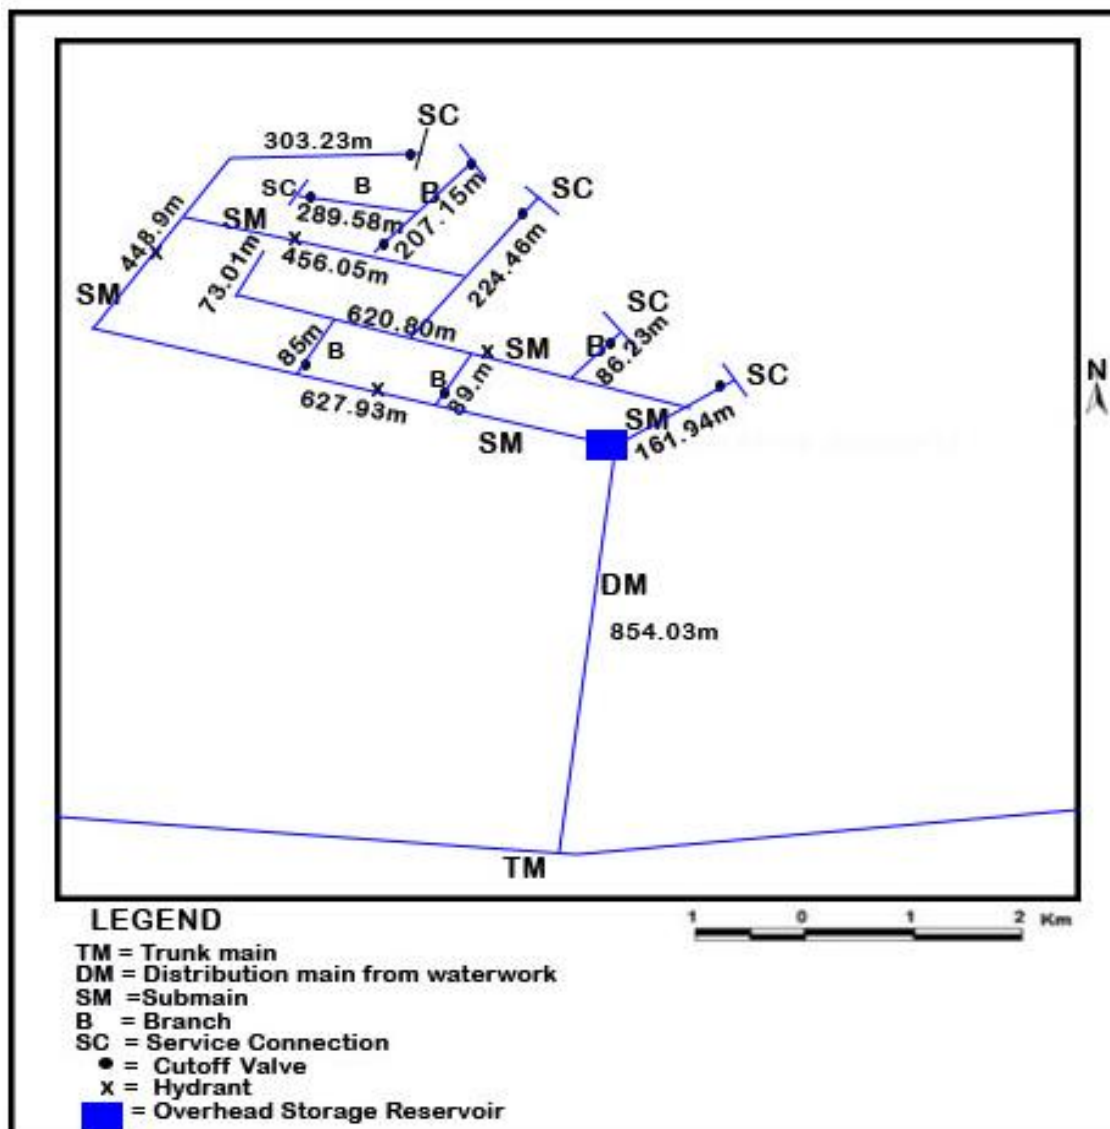 SC
303.23m
SC
B
B
207.15m
SC
289.58m
448.9m
SM
456.05m
224.46m
73.01m
SM
SC
620.80m
SM
B
86.23m
85m
B
SC
N
B
89.m
627.93m
SM
161.94m
SM
DM
854.03m
TM
LEGEND
1 0 1 2 Km
TM = Trunk main
DM = Distribution main from waterwork
SM =Submain
B = Branch
SC = Service Connection
= Cutoff Valve
x = Hydrant
= Overhead Storage Reservoir